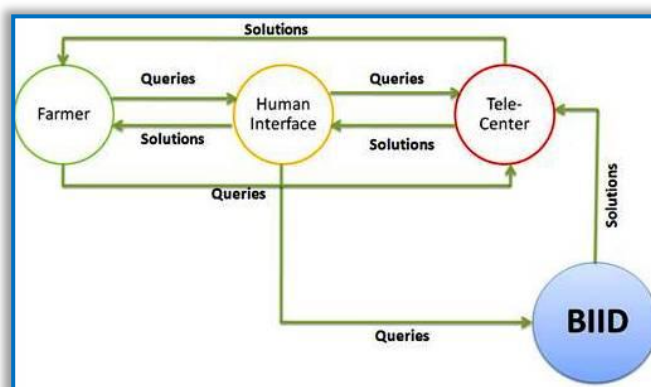 Solutions
Queries
Queries
Farmer
Human
Interface
Tele-
Center
Solutions
Solutions
Queries
Solutions
BIID
Queries